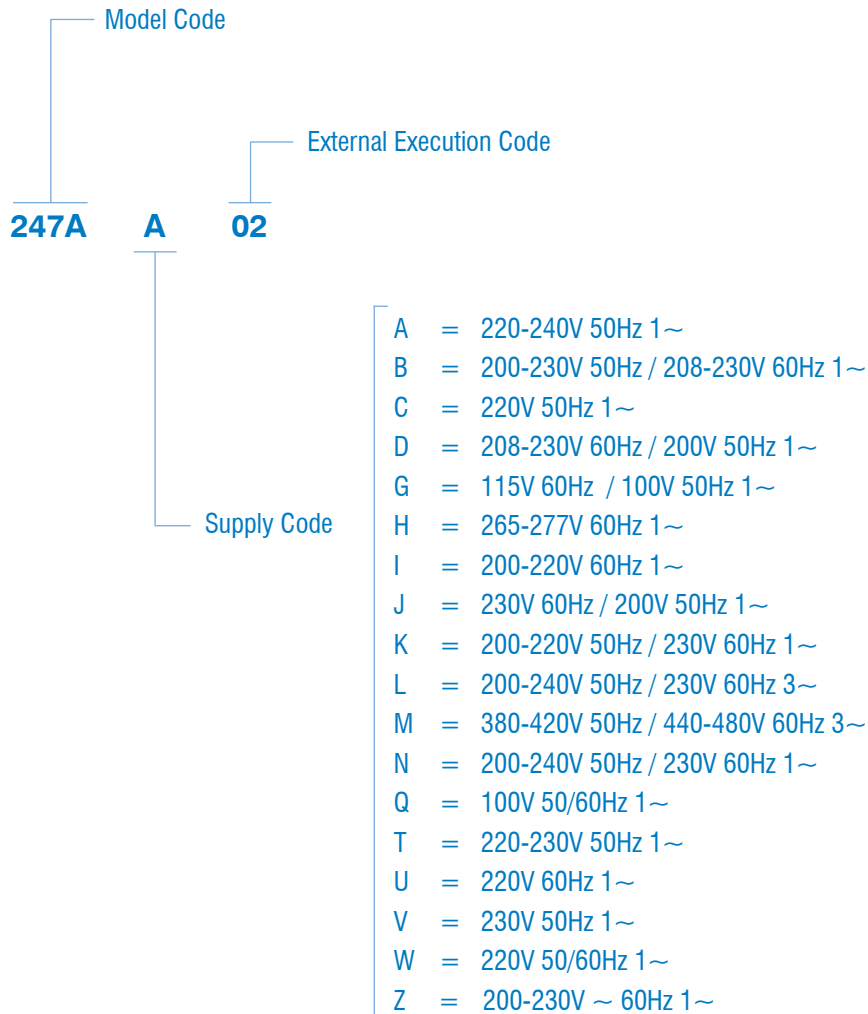 Model Code
External Execution Code
247A A 02
A = 220-240V 50Hz 1~
B = 200-230V 50Hz / 208-230V 60Hz 1~
C = 220V 50Hz 1~
D = 208-230V 60Hz / 200V 50Hz 1~
G = 115V 60Hz / 100V 50Hz 1~
Supply Code
H = 265-277V 60Hz 1~
I = 200-220V 60Hz 1~
J = 230V 60Hz / 200V 50Hz 1~
K = 200-220V 50Hz / 230V 60Hz 1~
L = 200-240V 50Hz / 230V 60Hz 3~
M = 380-420V 50Hz / 440-480V 60Hz 3~
N = 200-240V 50Hz / 230V 60Hz 1~
Q = 100V 50/60Hz 1~
T = 220-230V 50Hz 1~
U = 220V 60Hz 1~
V = 230V 50Hz 1~
W = 220V 50/60Hz 1~
Z = 200-230V ~ 60Hz 1~